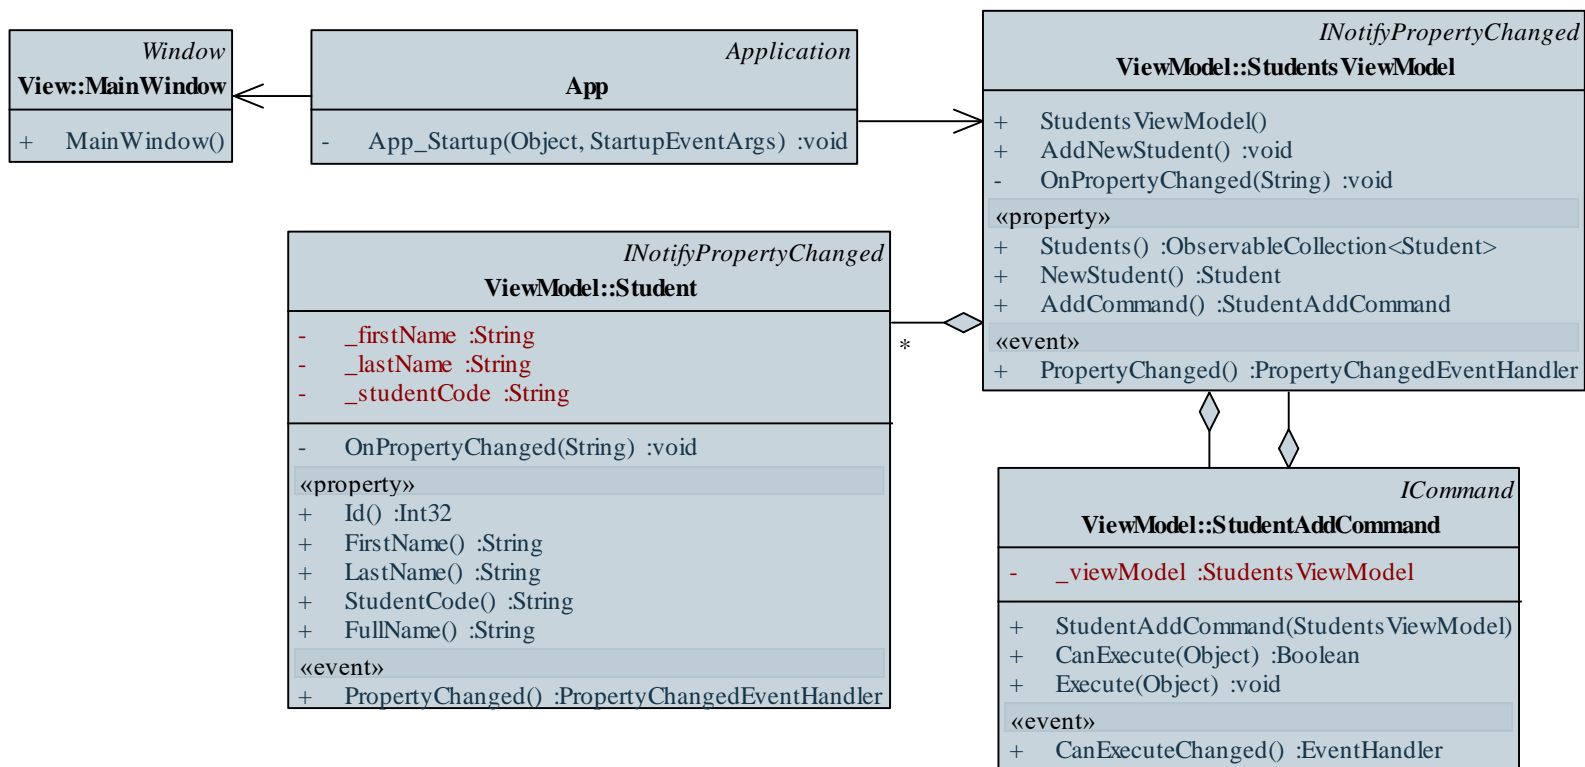 Window
View::MainWindow
+ MainWindow()
Application
App
- App_Startup(Object, StartupEventArgs) :void
INotifyPropertyChanged
ViewModel::StudentsViewModel
+ StudentsViewModel()
+ AddNewStudent() :void
- OnPropertyChanged(String) :void
«property»
+ Students() :ObservableCollection<Student>
+ NewStudent() :Student
+ AddCommand() :StudentAddCommand
«event»
+ PropertyChanged() :PropertyChangedEventHandler
INotifyPropertyChanged
ViewModel::Student
- _firstName :String
- _lastName :String
- _studentCode :String
- OnPropertyChanged(String) :void
«property»
+ Id() :Int32
+ FirstName() :String
+ LastName() :String
+ StudentCode() :String
+ FullName() :String
«event»
+ PropertyChanged() :PropertyChangedEventHandler
*
ICommand
ViewModel::StudentAddCommand
- _viewModel :StudentsViewModel
+ StudentAddCommand(StudentsViewModel)
+ CanExecute(Object) :Boolean
+ Execute(Object) :void
«event»
+ CanExecuteChanged() :EventHandler